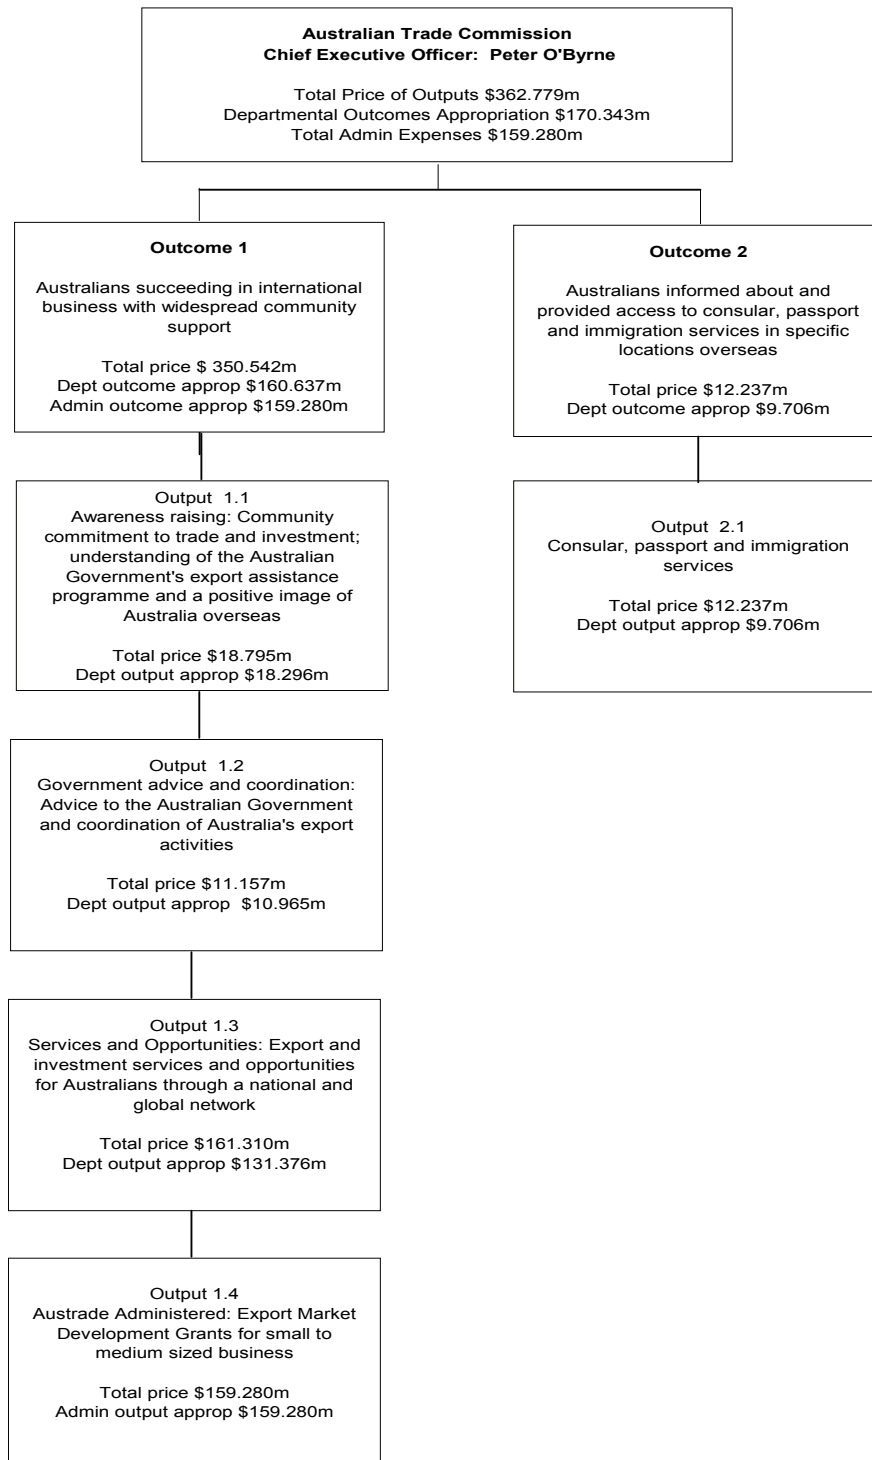 Australian Trade Commission
Chief Executive Officer:  Peter O'Byrne
Total Price of Outputs $362.779m
Departmental Outcomes Appropriation $170.343m
Total Admin Expenses $159.280m
Outcome 1
Australians succeeding in international
business with widespread community
support
Total price $ 350.542m
Dept outcome approp $160.637m
Admin outcome approp $159.280m
Outcome 2
Australians informed about and
provided access to consular, passport
and immigration services in specific
locations overseas
Total price $12.237m
Dept outcome approp $9.706m
Output  1.1
Awareness raising: Community
commitment to trade and investment;
understanding of the Australian
Government's export assistance
programme and a positive image of
Australia overseas
Total price $18.795m
Dept output approp $18.296m
Output  2.1
Consular, passport and immigration
services
Total price $12.237m
Dept output approp $9.706m
Output  1.2
Government advice and coordination:
Advice to the Australian Government
and coordination of Australia's export
activities
Total price $11.157m
Dept output approp  $10.965m
Output 1.3
Services and Opportunities: Export and
investment services and opportunities
for Australians through a national and
global network
Total price $161.310m
Dept output approp $131.376m
Output 1.4
Austrade Administered: Export Market
Development Grants for small to
medium sized business
Total price $159.280m
Admin output approp $159.280m